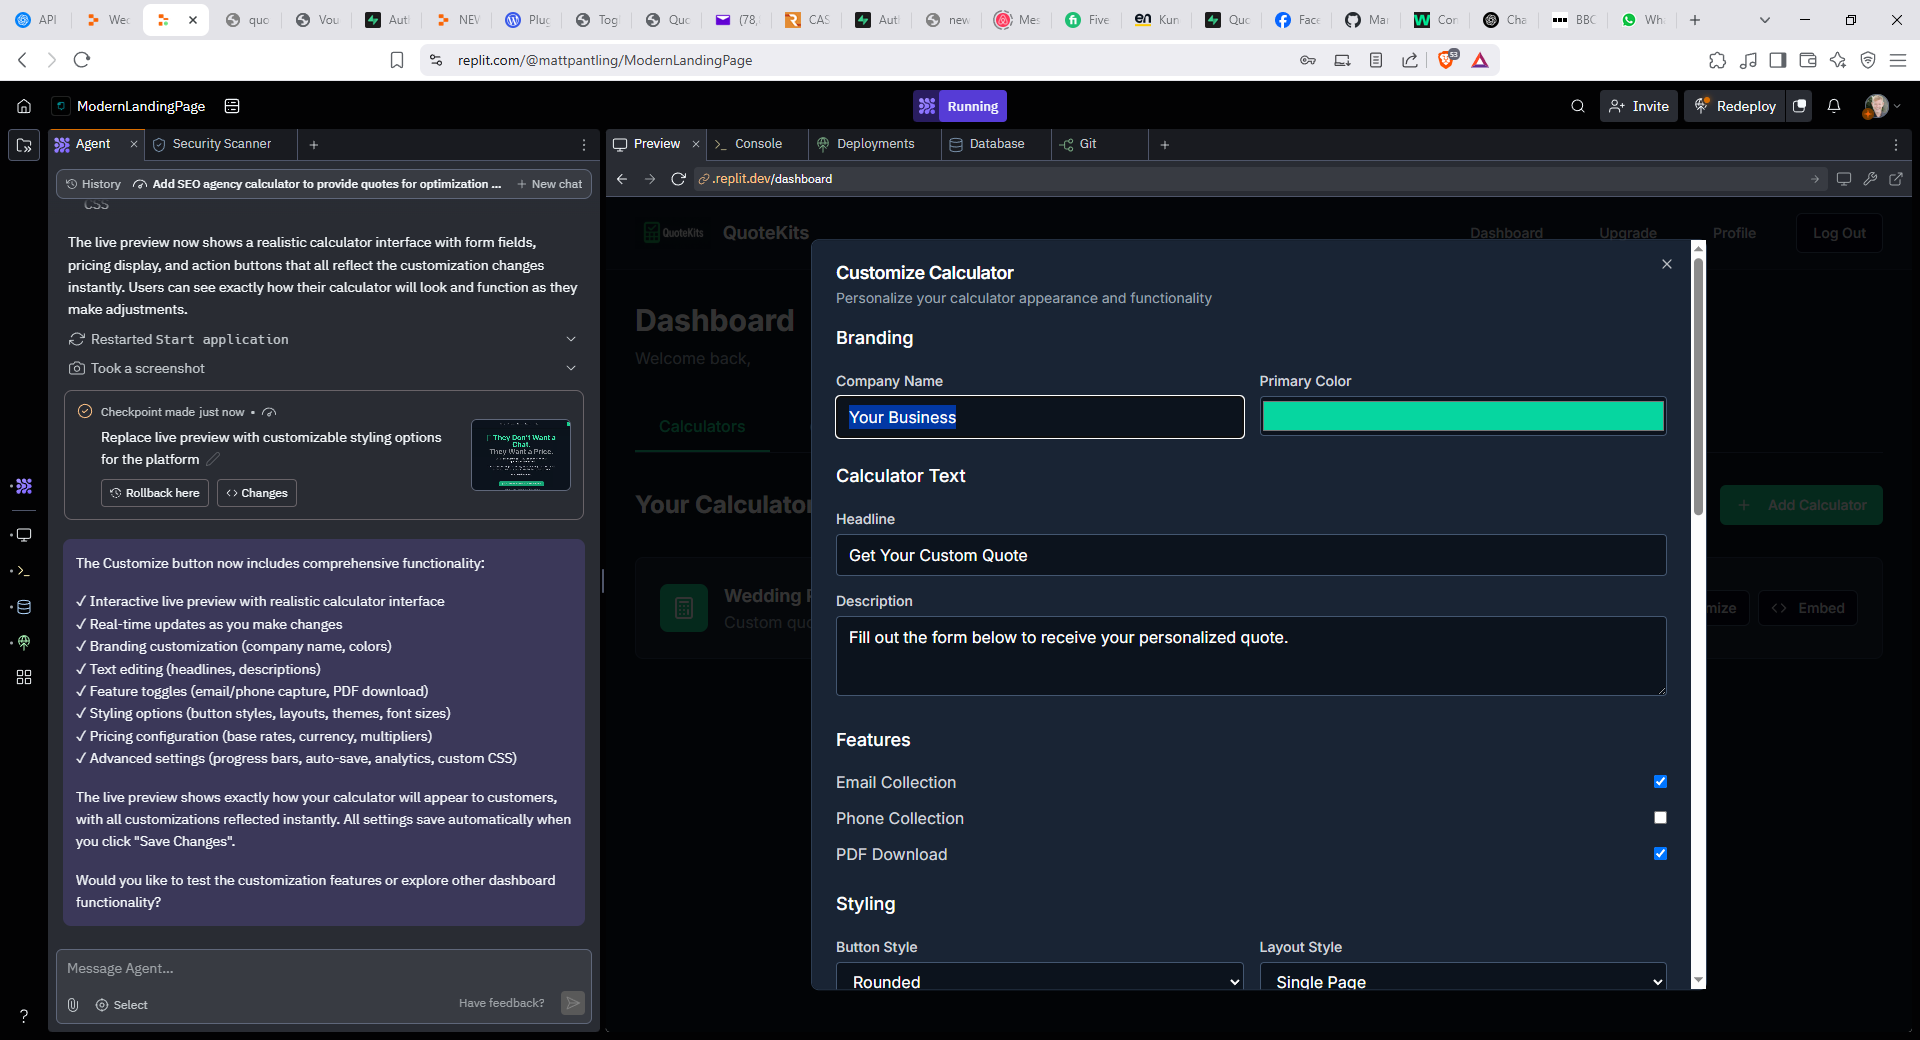 API
Wec
quo
Vou
Aut
NEV
Plug
Togl
Quo
(78,
CAS
Aut
new
Mes
Five
Kun
Quo
Face
Mar
Con
Cha
BBC
Wh
replit.com/@mattpantling/ModernLandingPage
ModernLandingPage
Running
Invite
Redeploy
Agent
Security Scanner
Preview
Console
Deployments
Database
Git
History
Add SEO agency calculator to provide quotes for optimization ...
New chat
.replit.dev/dashboard
CSS
The live preview now shows a realistic calculator interface with form fields,
pricing display, and action buttons that all reflect the customization changes
instantly. Users can see exactly how their calculator will look and function as they
make adjustments.
Restarted Start application
Took a screenshot
Checkpoint made just now •
Replace live preview with customizable styling options
for the platform
They Don't Want a
Chat.
They Want a Price.
Rollback here
Changes
The Customize button now includes comprehensive functionality:
✓ Interactive live preview with realistic calculator interface
✓ Real-time updates as you make changes
✓ Branding customization (company name, colors)
✓ Text editing (headlines, descriptions)
✓ Feature toggles (email/phone capture, PDF download)
✓ Styling options (button styles, layouts, themes, font sizes)
✓ Pricing configuration (base rates, currency, multipliers)
✓ Advanced settings (progress bars, auto-save, analytics, custom CSS)
The live preview shows exactly how your calculator will appear to customers,
with all customizations reflected instantly. All settings save automatically when
you click "Save Changes".
Would you like to test the customization features or explore other dashboard
functionality?
Message Agent...
Select
Have feedback?
QuoteKits
QuoteKits
Dashboard
Upgrade
Profile
Log Out
Dashboard
Welcome back,
Calculators
Your Calculator
Add Calculator
Wedding P
Custom quo
mize
Embed
Customize Calculator
Personalize your calculator appearance and functionality
Branding
Company Name
Primary Color
Your Business
Calculator Text
Headline
Get Your Custom Quote
Description
Fill out the form below to receive your personalized quote.
Features
Email Collection
Phone Collection
PDF Download
Styling
Button Style
Layout Style
Rounded
Single Page